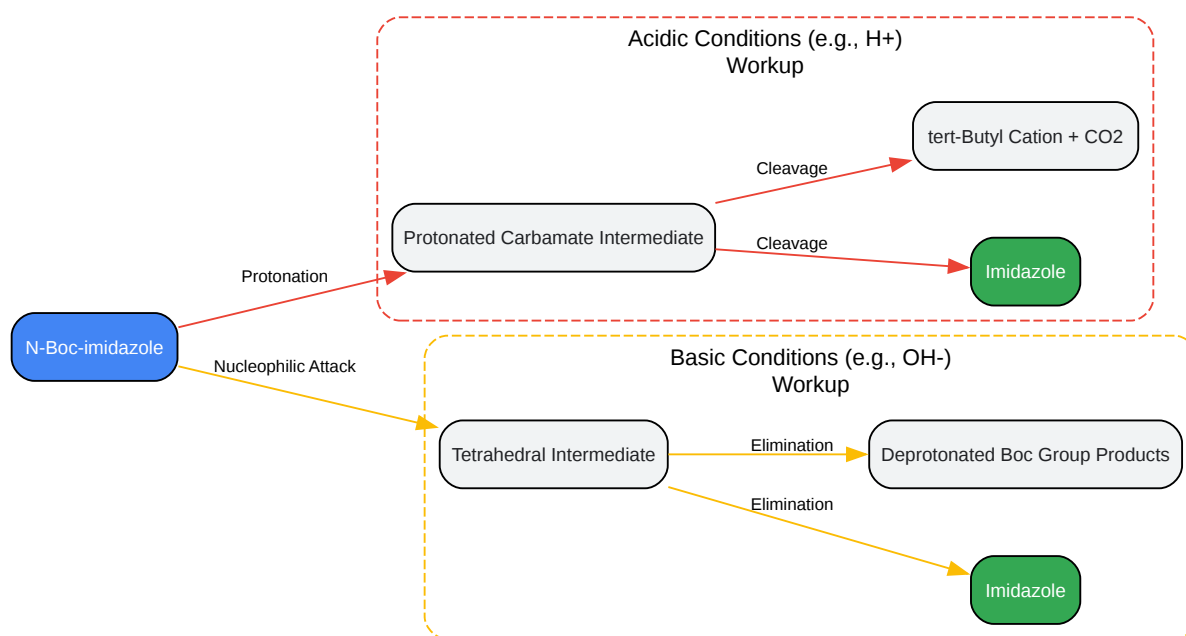 Acidic Conditions (e.g., H+)
Workup
tert-Butyl Cation + CO2
Cleavage
Protonated Carbamate Intermediate
Cleavage
Imidazole
Protonation
N-Boc-imidazole
Nucleophilic Attack
Basic Conditions (e.g., OH-)
Workup
Tetrahedral Intermediate
Elimination
Deprotonated Boc Group Products
Elimination
Imidazole